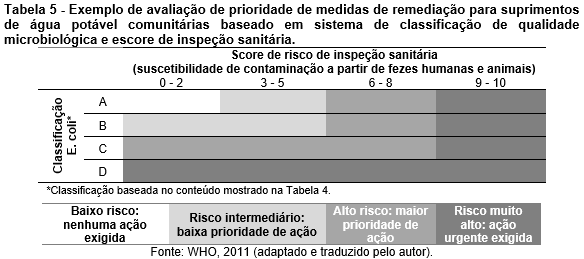 Tabela 5 - Exemplo de avaliação de prioridade de medidas de remediação para suprimentos
de água potável comunitárias baseado em sistema de classificação de qualidade
microbiológica e escore de inspeção sanitária.
Score de risco de inspeção sanitária
(suscetibilidade de contaminação a partir de fezes humanas e animais)
0 - 2 3 - 5 6 - 8 9 - 10
Classificação
E. coli*
A
B
C
D
*Classificação baseada no conteúdo mostrado na Tabela 4.
Baixo risco:
nenhuma ação
exigida
Risco intermediário:
baixa prioridade de ação
Alto risco: maior
prioridade de
ação
Risco muito
alto: ação
urgente exigida
Fonte: WHO, 2011 (adaptado e traduzido pelo autor).